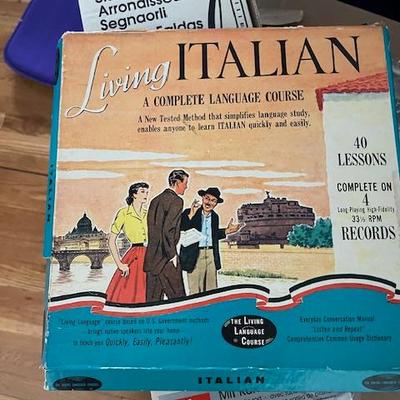 Arrondissou
Segnaorli
Living ITALIAN
A COMPLETE LANGUAGE COURSE
A New Tested Method that simplifies language study,
enables anyone to learn ITALIAN quickly and easily.
40
LESSONS
COMPLETE ON
4
Long-Playing High-Fidelity
33⅓ RPM
RECORDS
ITALIAN
"Living Language" course based on U.S. Government methods
- brings native speakers into your home
to teach you Quickly, Easily, Pleasantly!
THE LIVING
LANGUAGE
COURSE
Everyday Conversation Manual
"Listen and Repeat"
Comprehensive Common-Usage Dictionary
ITALIAN